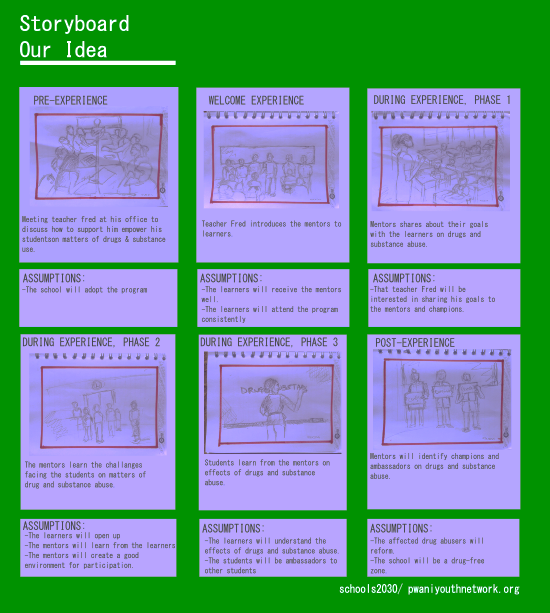 Storyboard
Our Idea
PRE-EXPERIENCE
Meeting teacher fred at his office to
discuss how to support him empower his
studentson matters of drugs & substance
use.
WELCOME EXPERIENCE
Teacher Fred introduces the mentors to
learners.
DURING EXPERIENCE, PHASE 1
Mentors shares about their goals
with the learners on drugs and
substance abuse.
ASSUMPTIONS:
-The school will adopt the program
ASSUMPTIONS:
-The learners will receive the mentors
well.
-The learners will attend the program
consistently
ASSUMPTIONS:
-That teacher Fred will be
interested in sharing his goals to
the mentors and champions.
DURING EXPERIENCE, PHASE 2
The mentors learn the challenges
facing the students on matters of
drug and substance abuse.
DURING EXPERIENCE, PHASE 3
Students learn from the mentors on
effects of drugs and substance
abuse.
POST-EXPERIENCE
Mentors will identify champions and
ambassadors on drugs and substance
abuse.
ASSUMPTIONS:
-The learners will open up
-The mentors will learn from the learners
-The mentors will create a good
environment for participation.
ASSUMPTIONS:
-The learners will understand the
effects of drugs and substance abuse.
-The students will be ambassadors to
other students
ASSUMPTIONS:
-The affected drug abusers will
reform.
-The school will be a drug-free
zone.
schools2030/ pwaniyouthnetwork.org